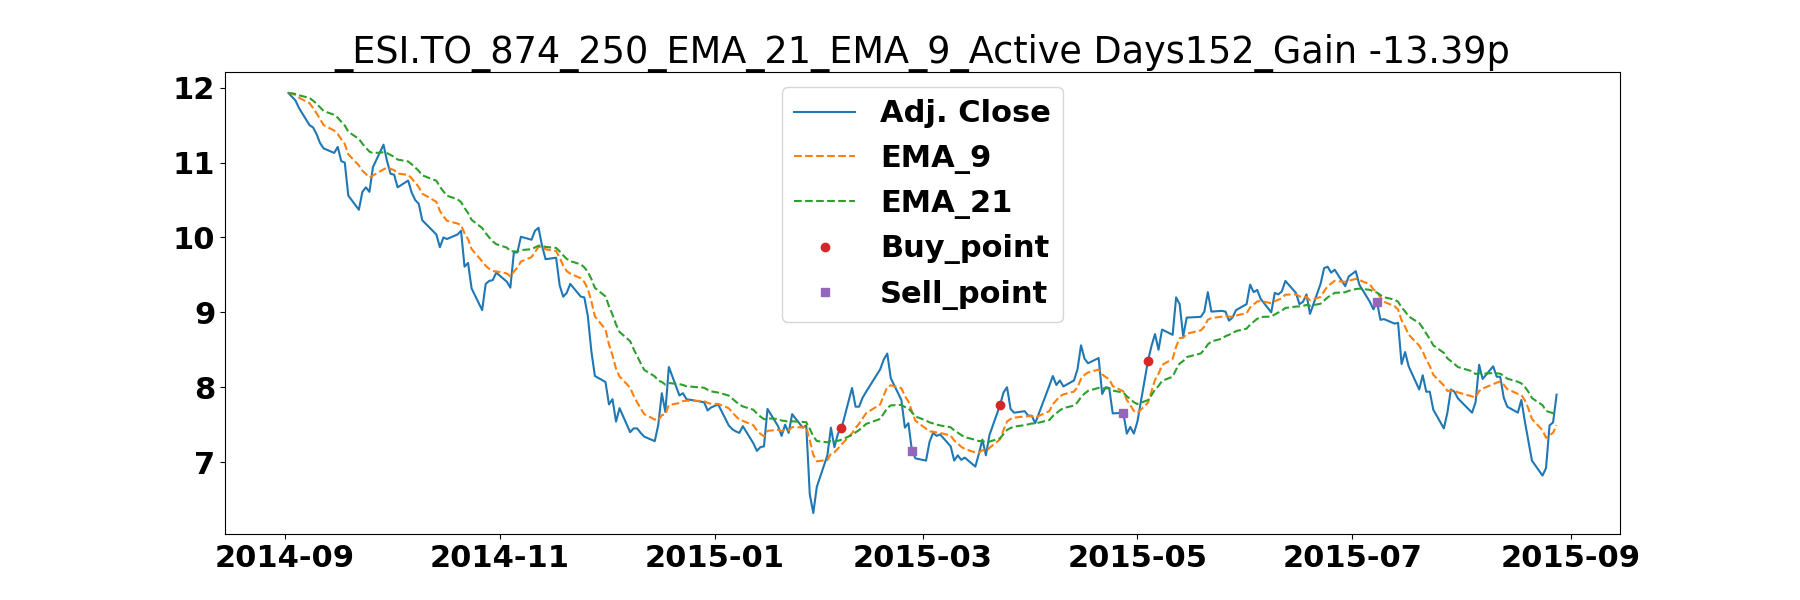 _ESI.TO_874_250_EMA_21_EMA_9_Active Days152_Gain -13.39p
12
11
10
9
8
7
Adj. Close
EMA_9
EMA_21
Buy_point
Sell_point
2014-09 2014-11 2015-01 2015-03 2015-05 2015-07 2015-09